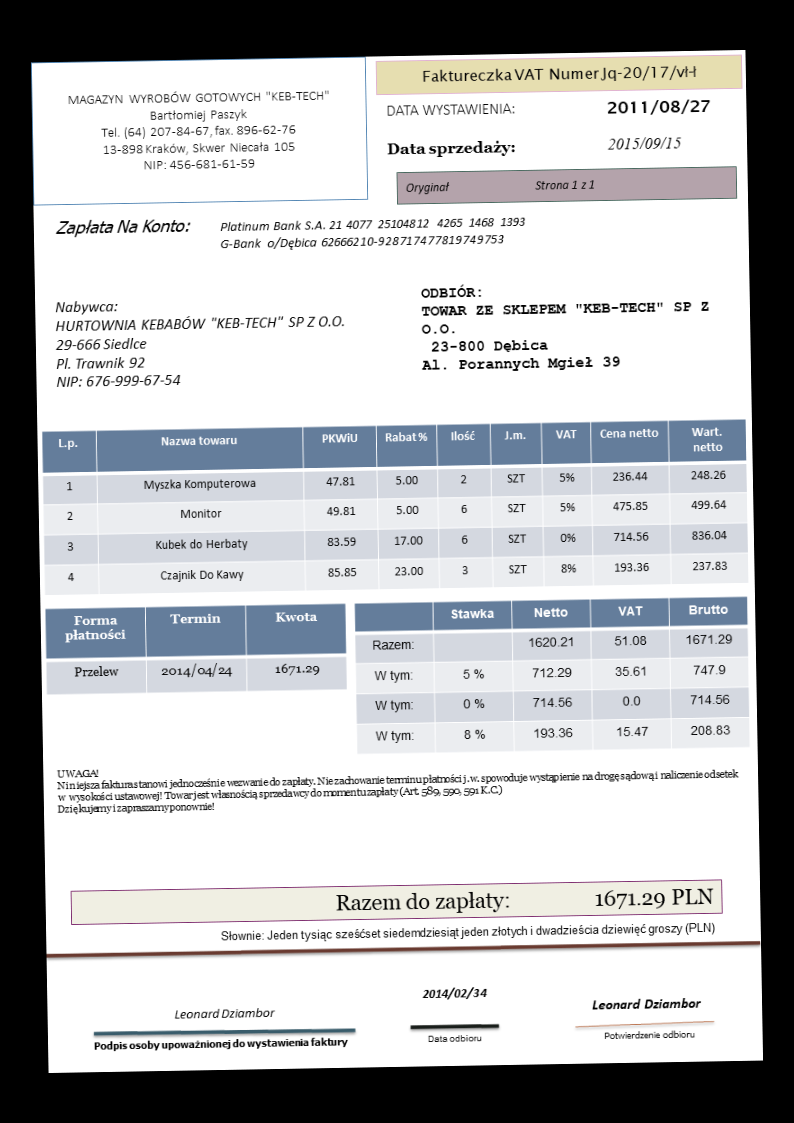 MAGAZYN WYROBÓW GOTOWYCH "KEB-TECH"
Bartłomiej Paszyk
Tel. (64) 207-84-67, fax. 896-62-76
13-898 Kraków, Skwer Niecała 105
NIP: 456-681-61-59
Faktureczka VAT Numer Jq-20/17/vł-ł
DATA WYSTAWIENIA: 2011/08/27
Data sprzedaży: 2015/09/15
Oryginał Strona 1 z 1
Zapłata Na Konto: Platinum Bank S.A. 21 4077 25104812 4265 1468 1393
G-Bank o/Dębica 62666210-928717477819749753
Nabywca:
HURTOWNIA KEBABÓW "KEB-TECH" SP Z O.O.
29-666 Siedlce
Pl. Trawnik 92
NIP: 676-999-67-54
ODBIÓR:
TOWAR ZE SKLEPEM "KEB-TECH" SP Z
O.O.
23-800 Dębica
Al. Porannych Mgieł 39
L.p. Nazwa towaru PKWiU Rabat % Ilość J.m. VAT Cena netto Wart. netto
1 Myszka Komputerowa 47.81 5.00 2 SZT 5% 236.44 248.26
2 Monitor 49.81 5.00 6 SZT 5% 475.85 499.64
3 Kubek do Herbaty 83.59 17.00 6 SZT 0% 714.56 836.04
4 Czajnik Do Kawy 85.85 23.00 3 SZT 8% 193.36 237.83
Forma płatności Termin Kwota
Przelew 2014/04/24 1671.29
Stawka Netto VAT Brutto
Razem: 1620.21 51.08 1671.29
W tym: 5 % 712.29 35.61 747.9
W tym: 0 % 714.56 0.0 714.56
W tym: 8 % 193.36 15.47 208.83
UWAGA!
Niniejsza faktura stanowi jednocześnie wezwanie do zapłaty. Nie zachowanie terminu płatności j.w. spowoduje wystąpienie na drogę sądową i naliczenie odsetek
w wysokości ustawowej! Towar jest własnością sprzedawcy do momentu zapłaty (Art. 589, 590, 591 K.C.)
Dziękujemy i zapraszamy ponownie!
Razem do zapłaty: 1671.29 PLN
Słownie: Jeden tysiąc sześćset siedemdziesiąt jeden złotych i dwadzieścia dziewięć groszy (PLN)
Leonard Dziambor
Podpis osoby upoważnionej do wystawienia faktury
2014/02/34
Data odbioru
Leonard Dziambor
Potwierdzenie odbioru